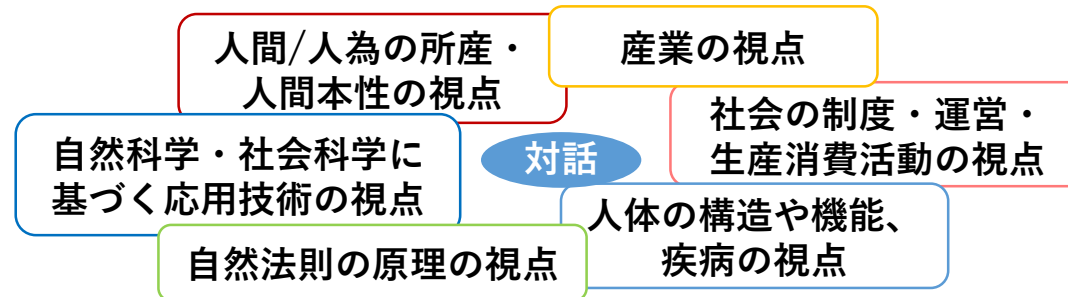 人間/人為の所産・
人間本性の視点
産業の視点
社会の制度・運営・
生産消費活動の視点
自然科学・社会科学に
基づく応用技術の視点
対話
人体の構造や機能、
疾病の視点
自然法則の原理の視点